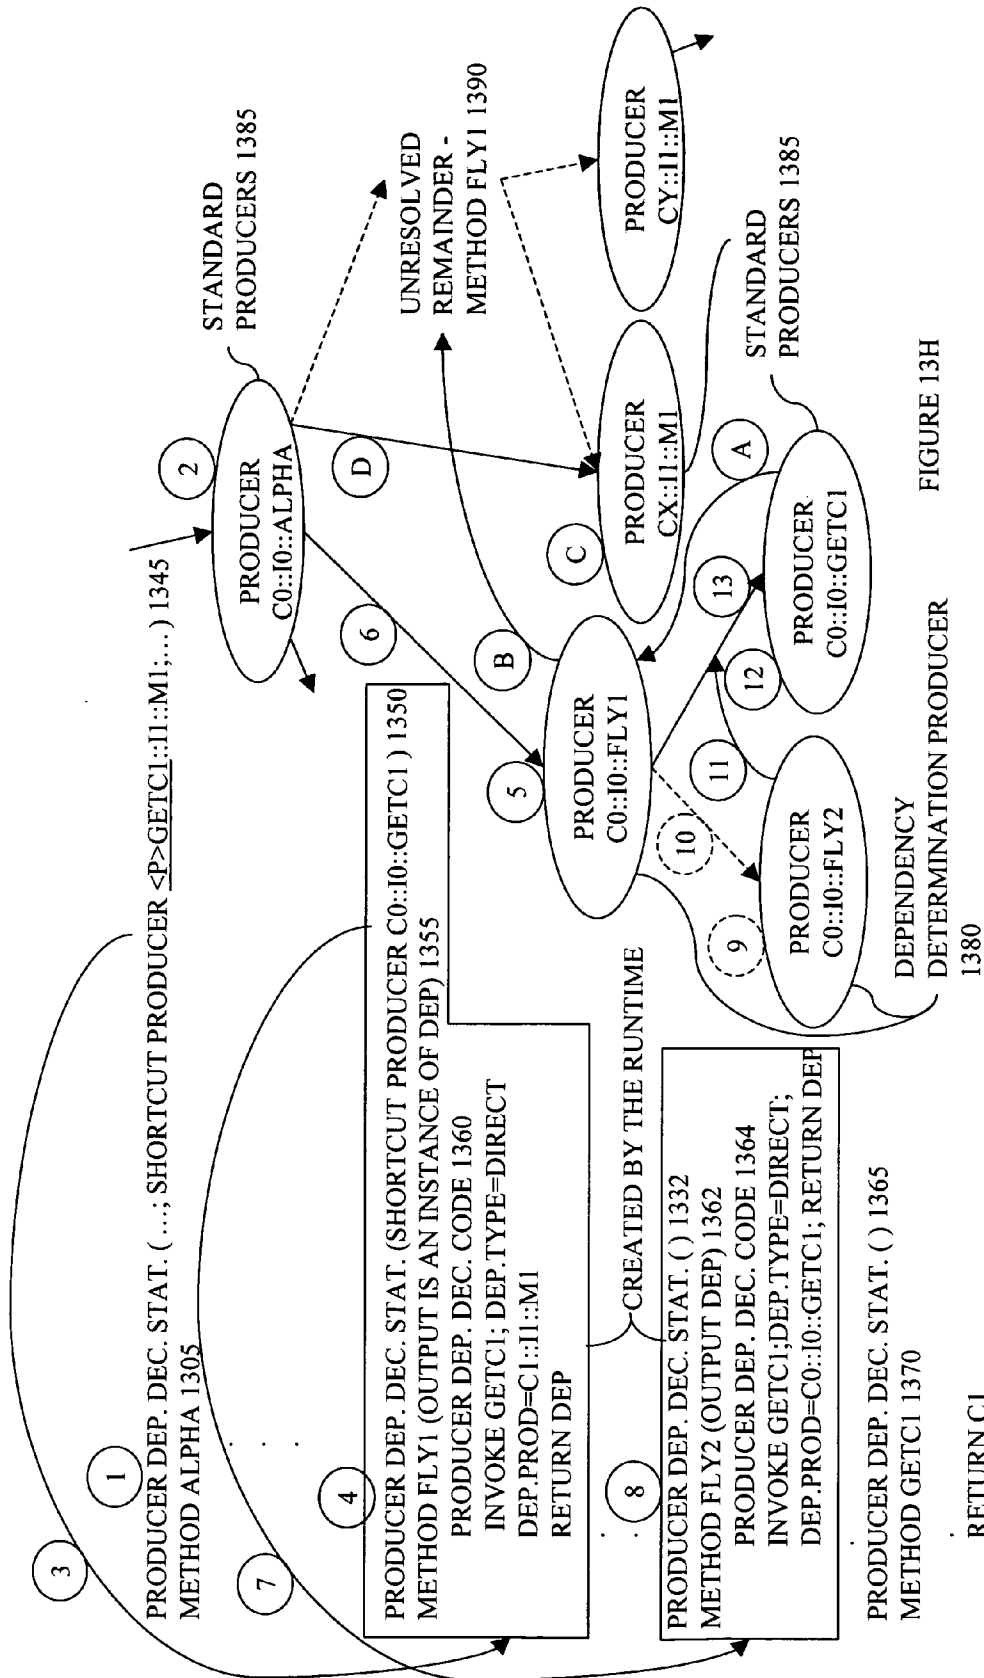 1
PRODUCER DEP. DEC. STAT. (...; SHORTCUT PRODUCER <P>GETC1::I1::M1;...) 1345
METHOD ALPHA 1305
3
7
4
PRODUCER DEP. DEC. STAT. (SHORTCUT PRODUCER C0::I0::GETC1 ) 1350
METHOD FLY1 (OUTPUT IS AN INSTANCE OF DEP) 1355
PRODUCER DEP. DEC. CODE 1360
INVOKE GETC1; DEP.TYPE=DIRECT
DEP.PROD=C1::I1::M1
RETURN DEP
CREATED BY THE RUNTIME
8
PRODUCER DEP. DEC. STAT. ( ) 1332
METHOD FLY2 (OUTPUT DEP) 1362
PRODUCER DEP. DEC. CODE 1364
INVOKE GETC1;DEP.TYPE=DIRECT;
DEP.PROD=C0::I0::GETC1; RETURN DEP
PRODUCER DEP. DEC. STAT. ( ) 1365
METHOD GETC1 1370
RETURN C1
2
PRODUCER
C0::I0::ALPHA
STANDARD
PRODUCERS 1385
6
D
UNRESOLVED
REMAINDER -
METHOD FLY1 1390
5
B
C
PRODUCER
C0::I0::FLY1
PRODUCER
CX::I1::M1
PRODUCER
CY::I1::M1
10
9
11
12
13
A
STANDARD
PRODUCERS 1385
PRODUCER
C0::I0::FLY2
PRODUCER
C0::I0::GETC1
DEPENDENCY
DETERMINATION PRODUCER
1380
FIGURE 13H